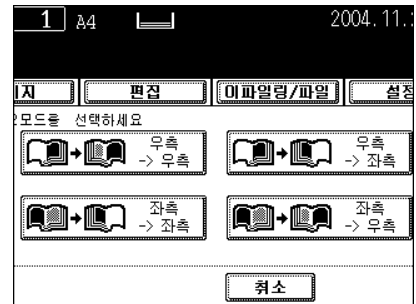 1 A4 2004.11.
지 편집 이파일링/파일 설정
모드를 선택하세요
우측 -> 우측
우측 -> 좌측
좌측 -> 좌측
좌측 -> 우측
취소